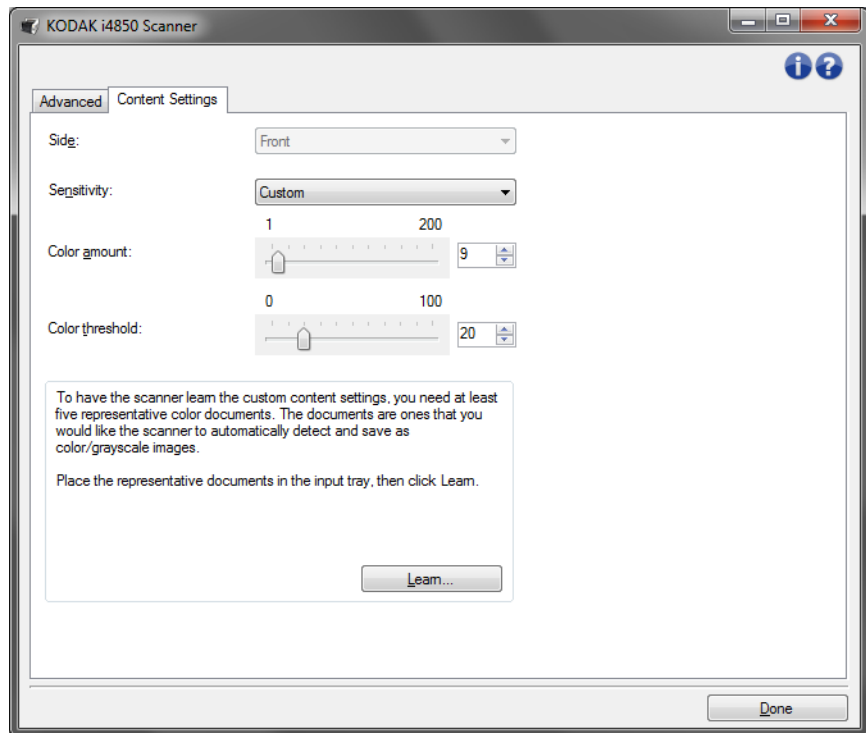 KODAK i4850 Scanner
Advanced
Content Settings
Side:
Front
Sensitivity:
Custom
1 200
Color amount:
9
0 100
Color threshold:
20
To have the scanner learn the custom content settings, you need at least
five representative color documents. The documents are ones that you
would like the scanner to automatically detect and save as
color/grayscale images.
Place the representative documents in the input tray, then click Learn.
Learn...
Done